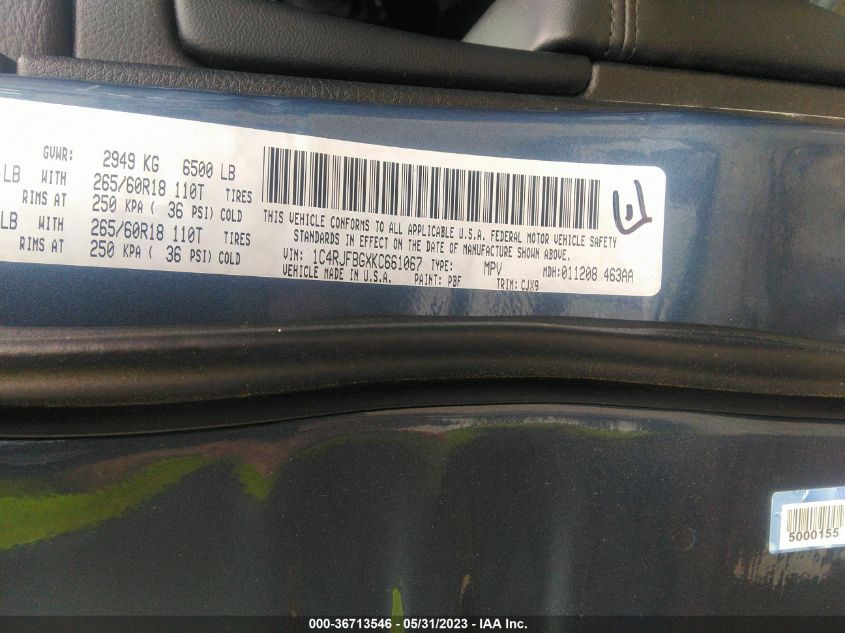 GVWR: 2949 KG 6500 LB
LB WITH 265/60R18 110T TIRES
RIMS AT 250 KPA ( 36 PSI) COLD
LB WITH 265/60R18 110T TIRES
RIMS AT 250 KPA ( 36 PSI) COLD
THIS VEHICLE CONFORMS TO ALL APPLICABLE U.S.A. FEDERAL MOTOR VEHICLE SAFETY
STANDARDS IN EFFECT ON THE DATE OF MANUFACTURE SHOWN ABOVE.
VIN: 1C4RJFBGXKC661067 TYPE: MPV MDH:011208 463AA
VEHICLE MADE IN U.S.A. PAINT: PBF TRIM: CJX9
5000155
000-36713546 — 05/31/2023 — IAA Inc.